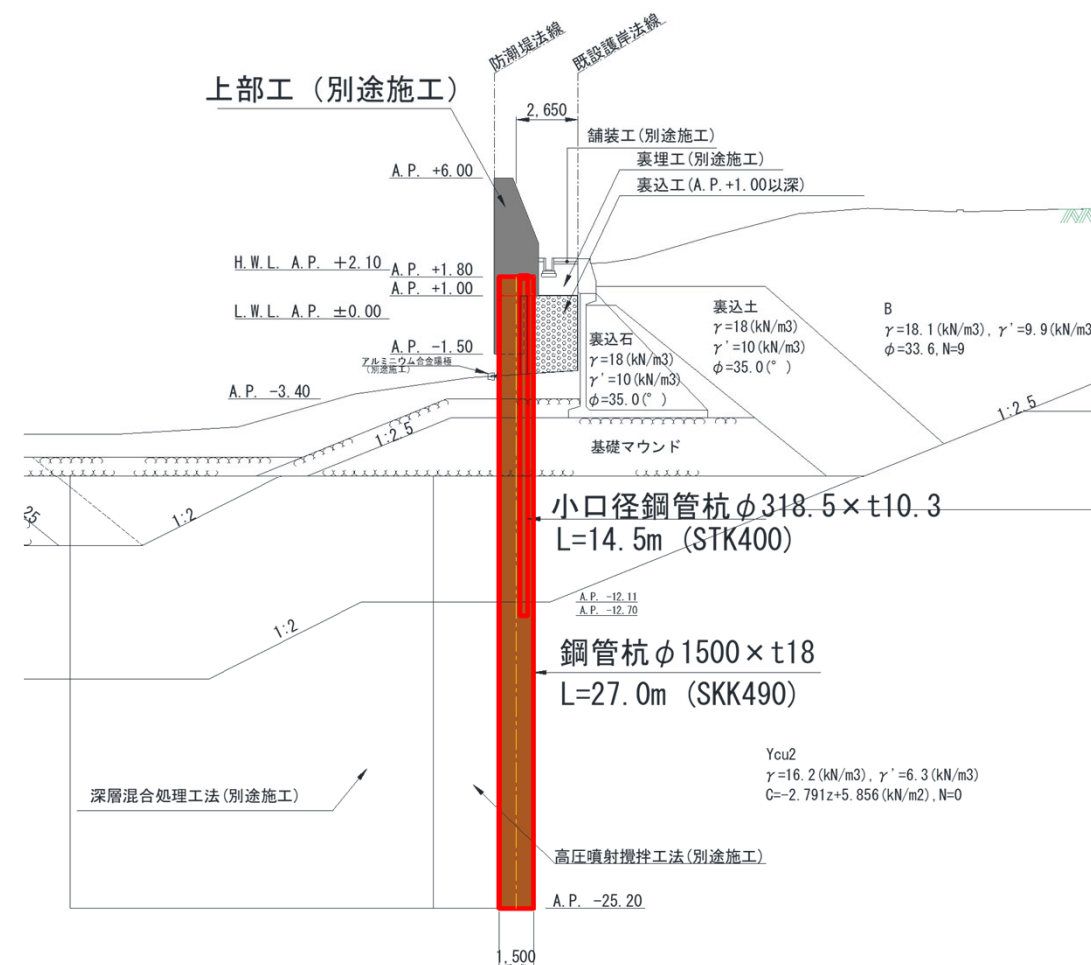 防潮堤法線
既設護岸法線
上部工（別途施工）
2,650
舗装工(別途施工)
裏埋工(別途施工)
裏込工(A.P.+1.00以深)
A.P. +6.00
H.W.L. A.P. +2.10
A.P. +1.80
A.P. +1.00
L.W.L. A.P. ±0.00
A.P. -1.50
アルミニウム合金陽極
(別途施工)
A.P. -3.40
裏込石
γ=18(kN/m3)
γ'=10(kN/m3)
φ=35.0(°)
裏込土
γ=18(kN/m3)
γ'=10(kN/m3)
φ=35.0(°)
B
γ=18.1(kN/m3), γ'=9.9(kN/m3
φ=33.6, N=9
1:2.5
1:2.5
基礎マウンド
25
1:2
小口径鋼管杭φ318.5×t10.3
L=14.5m (STK400)
A.P. -12.11
A.P. -12.70
1:2
鋼管杭φ1500×t18
L=27.0m (SKK490)
Ycu2
γ=16.2(kN/m3), γ'=6.3(kN/m3)
C=-2.791z+5.856(kN/m2), N=0
深層混合処理工法(別途施工)
高圧噴射攪拌工法(別途施工)
A.P. -25.20
1,500